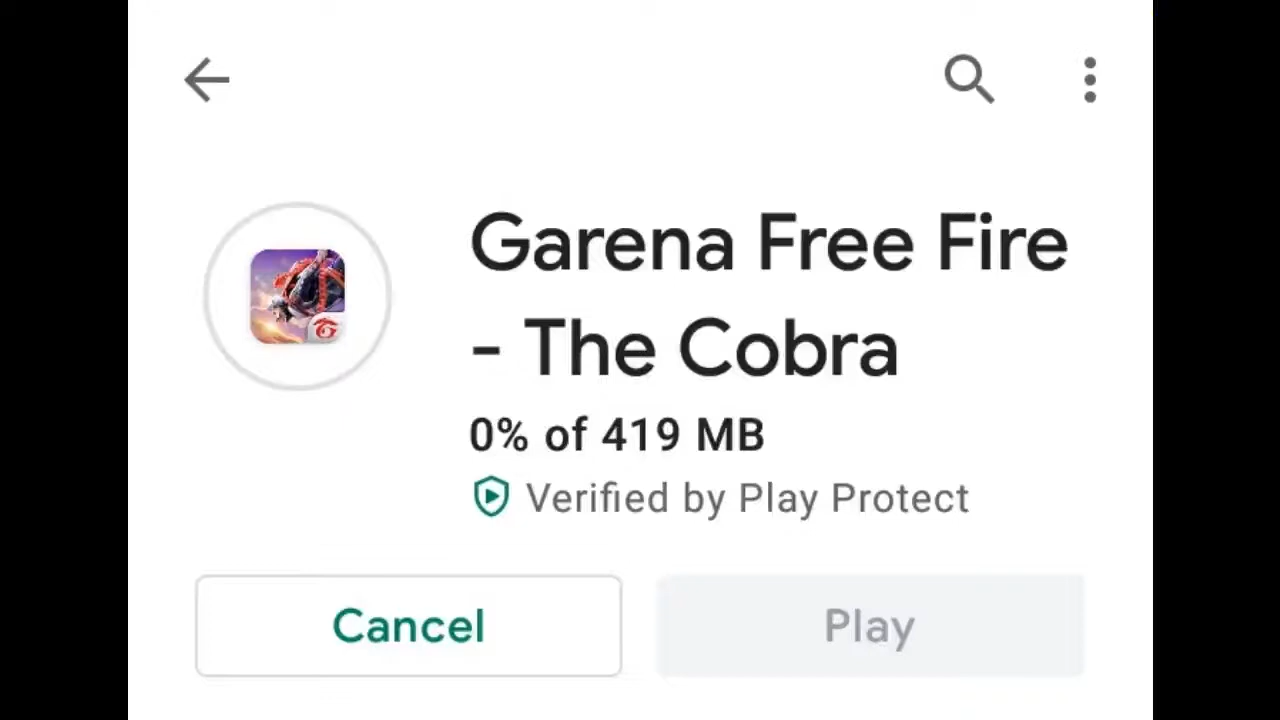 Garena Free Fire
- The Cobra
0% of 419 MB
Verified by Play Protect
Cancel
Play